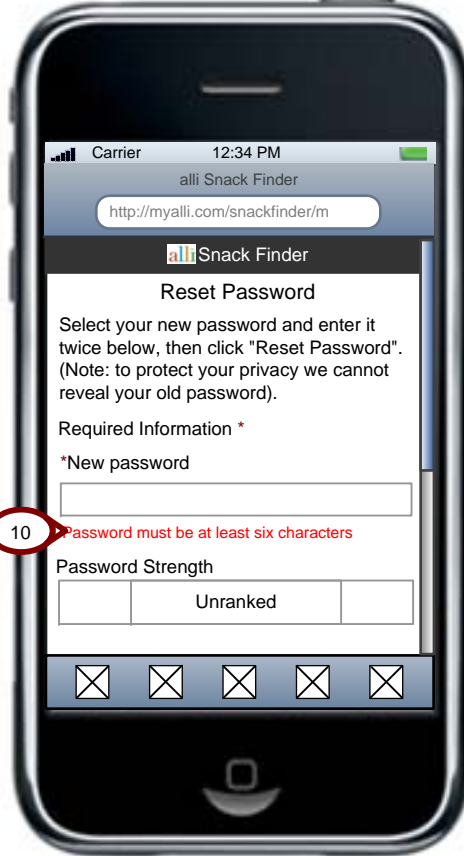 Carrier 12:34 PM
alli Snack Finder
http://myalli.com/snackfinder/m
alli Snack Finder
Reset Password
Select your new password and enter it
twice below, then click "Reset Password".
(Note: to protect your privacy we cannot
reveal your old password).
Required Information *
*New password
10
Password must be at least six characters
Password Strength
Unranked